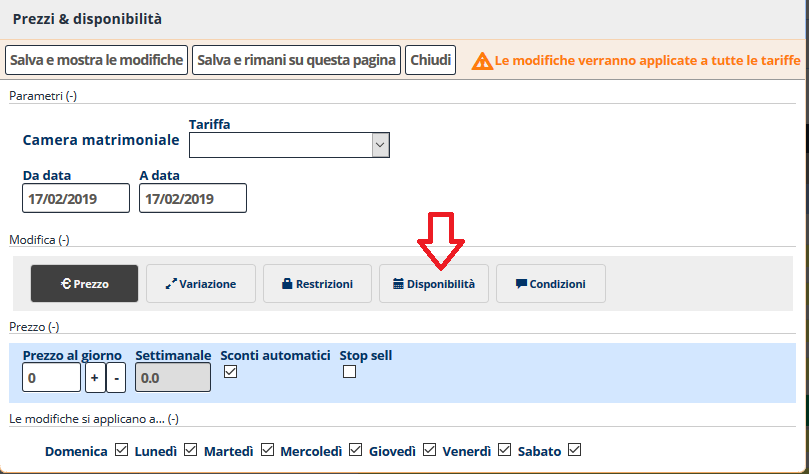 Prezzi & disponibilità
Salva e mostra le modifiche Salva e rimani su questa pagina Chiudi Le modifiche verranno applicate a tutte le tariffe
Parametri (-)
Tariffa
Camera matrimoniale
Da data A data
17/02/2019 17/02/2019
Modifica (-)
€ Prezzo Variazione Restrizioni Disponibilità Condizioni
Prezzo (-)
Prezzo al giorno Settimanale Sconti automatici Stop sell
0 + - 0.0
Le modifiche si applicano a... (-)
Domenica Lunedì Martedì Mercoledì Giovedì Venerdì Sabato